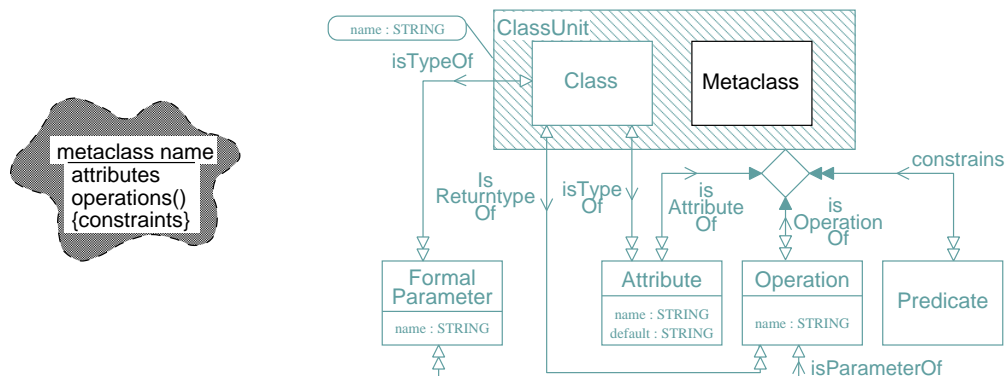 metaclass name
attributes
operations()
{constraints}
name : STRING
ClassUnit
isTypeOf
Class
Metaclass
Is
Returntype
Of
isType
Of
is
Attribute
Of
is
Operation
Of
constrains
Formal
Parameter
name : STRING
Attribute
name : STRING
default : STRING
Operation
name : STRING
Predicate
isParameterOf